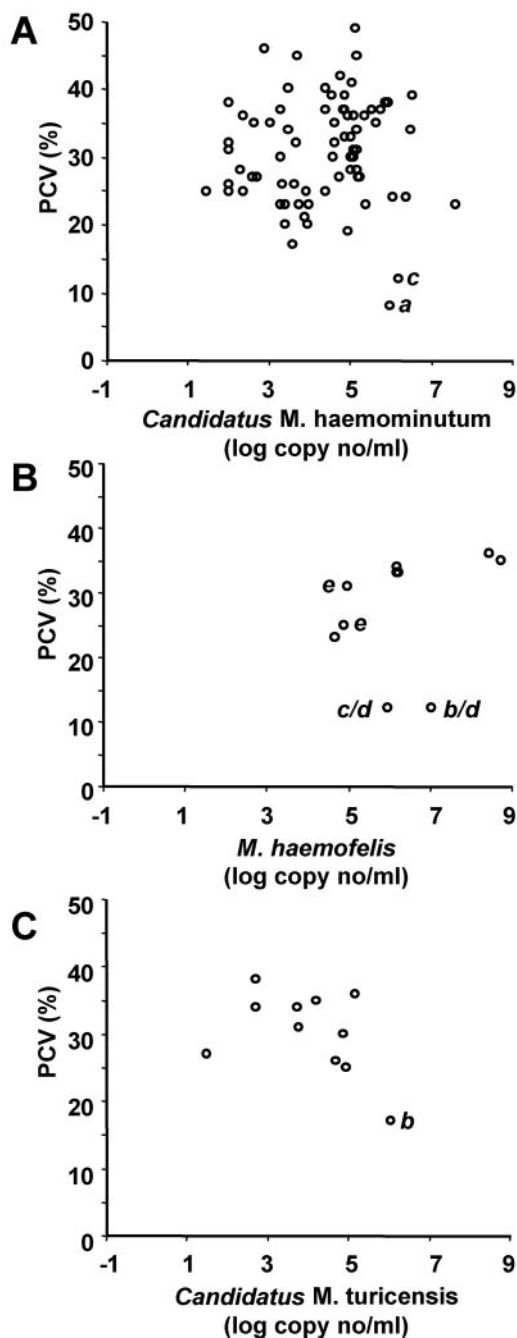 A
50
40
30
20
10
0
PCV (%)
c
a
-1 1 3 5 7 9
Candidatus M. haemominutum
(log copy no/ml)
B
50
40
30
20
10
0
PCV (%)
e
e
c/d b/d
-1 1 3 5 7 9
M. haemofelis
(log copy no/ml)
C
50
40
30
20
10
0
PCV (%)
b
-1 1 3 5 7 9
Candidatus M. turicensis
(log copy no/ml)